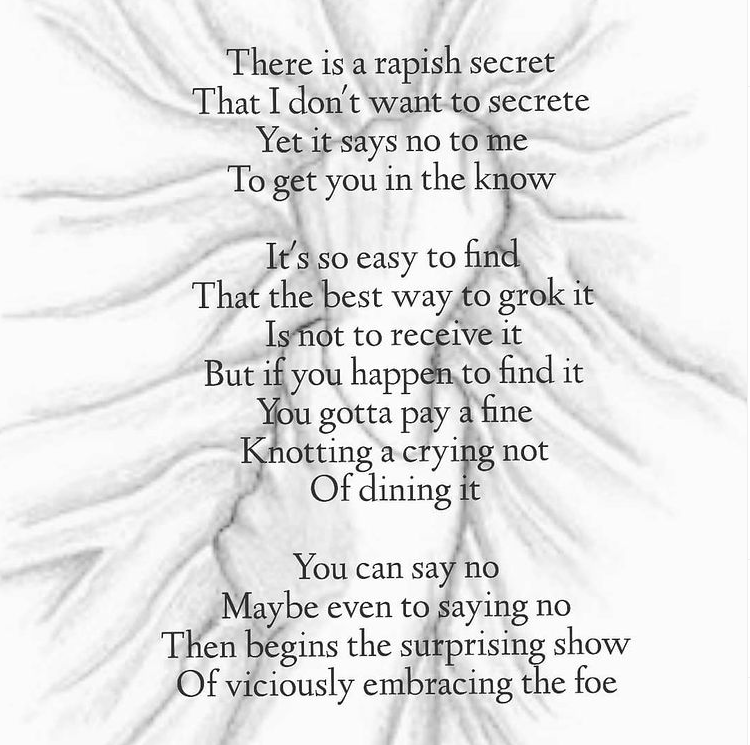 There is a rapish secret
That I don't want to secrete
Yet it says no to me
To get you in the know
It's so easy to find
That the best way to grok it
Is not to receive it
But if you happen to find it
You gotta pay a fine
Knotting a crying not
Of dining it
You can say no
Maybe even to saying no
Then begins the surprising show
Of viciously embracing the foe